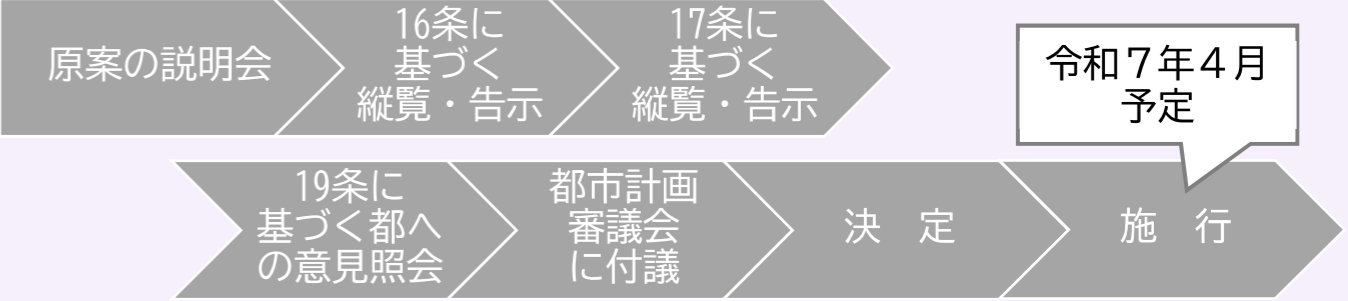 原案の説明会
16条に
基づく
縦覧・告示
17条に
基づく
縦覧・告示
令和７年４月
予定
19条に
基づく都へ
の意見照会
都市計画
審議会
に付議
決　定
施　行